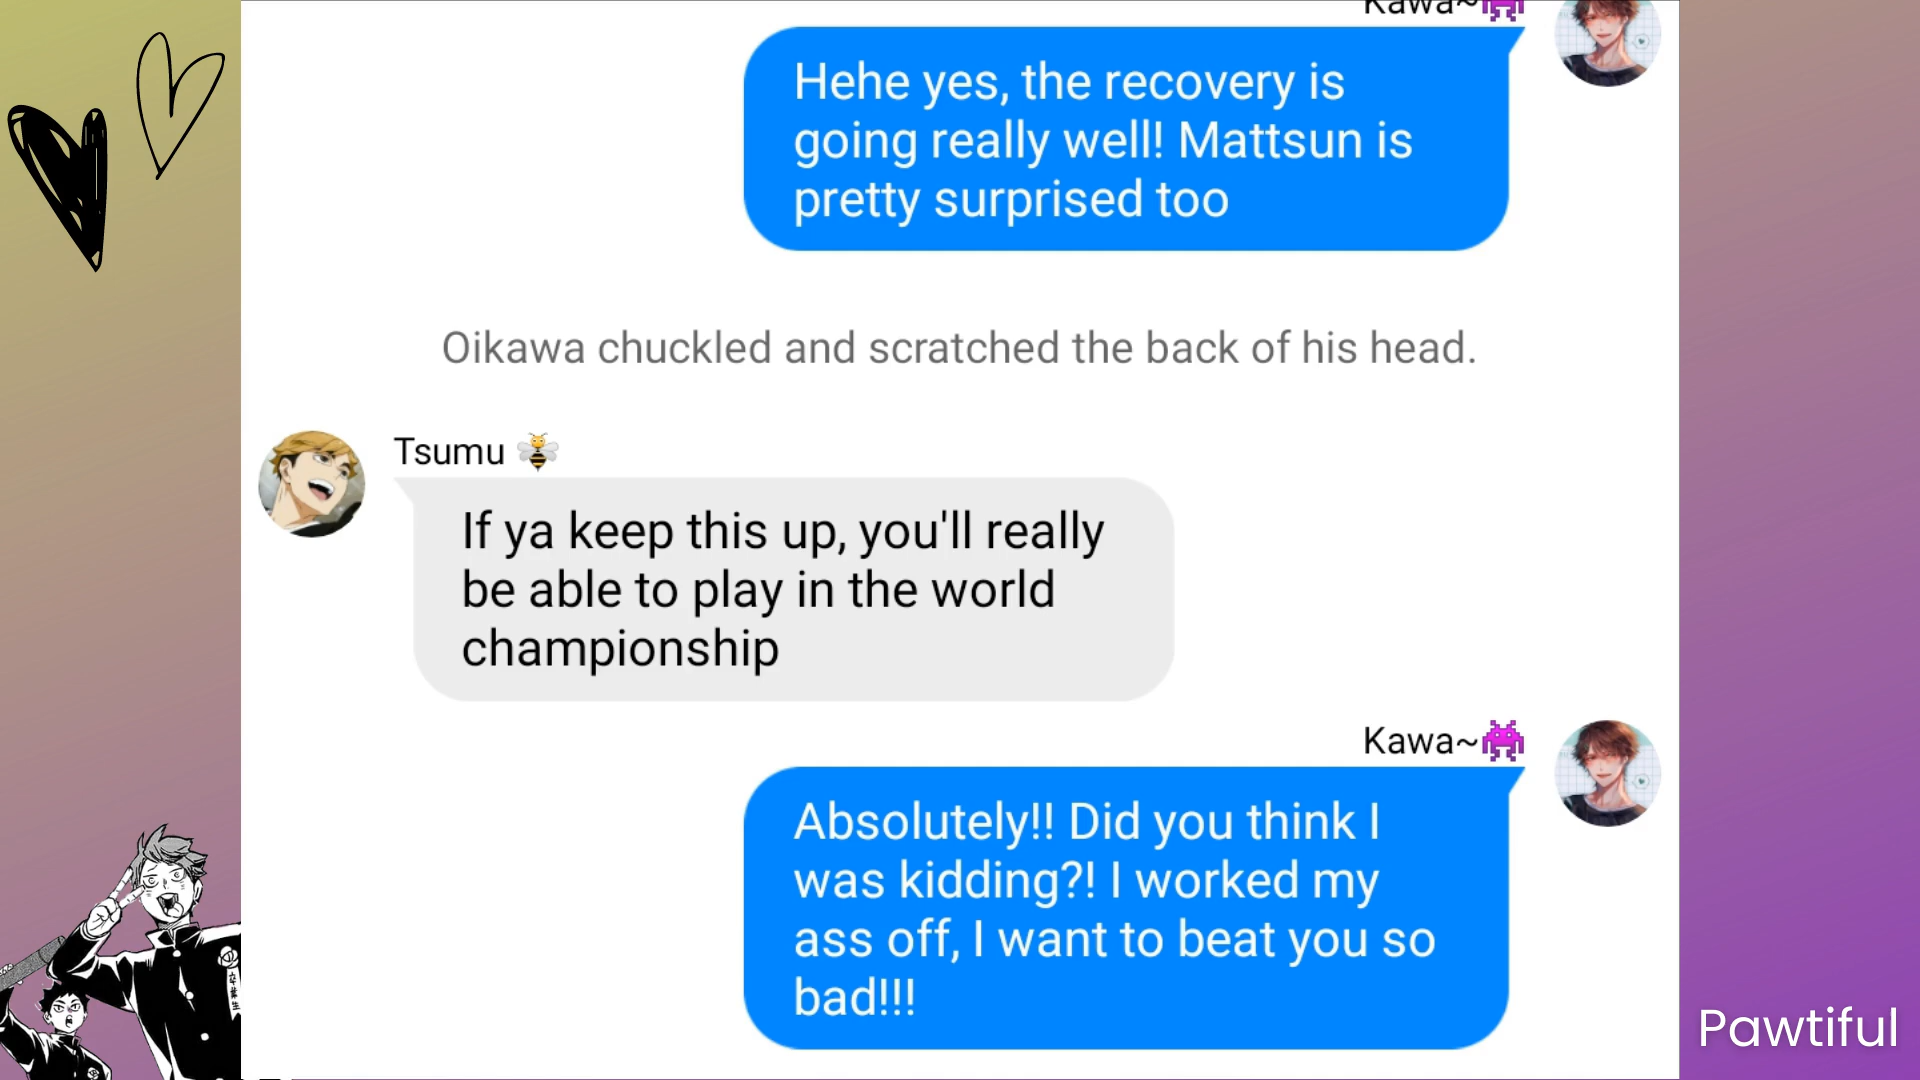 Kawa~👾
Hehe yes, the recovery is
going really well! Mattsun is
pretty surprised too
Oikawa chuckled and scratched the back of his head.
Tsumu 🐝
If ya keep this up, you'll really
be able to play in the world
championship
Kawa~👾
Absolutely!! Did you think I
was kidding?! I worked my
ass off, I want to beat you so
bad!!!
卒業生
Pawtiful